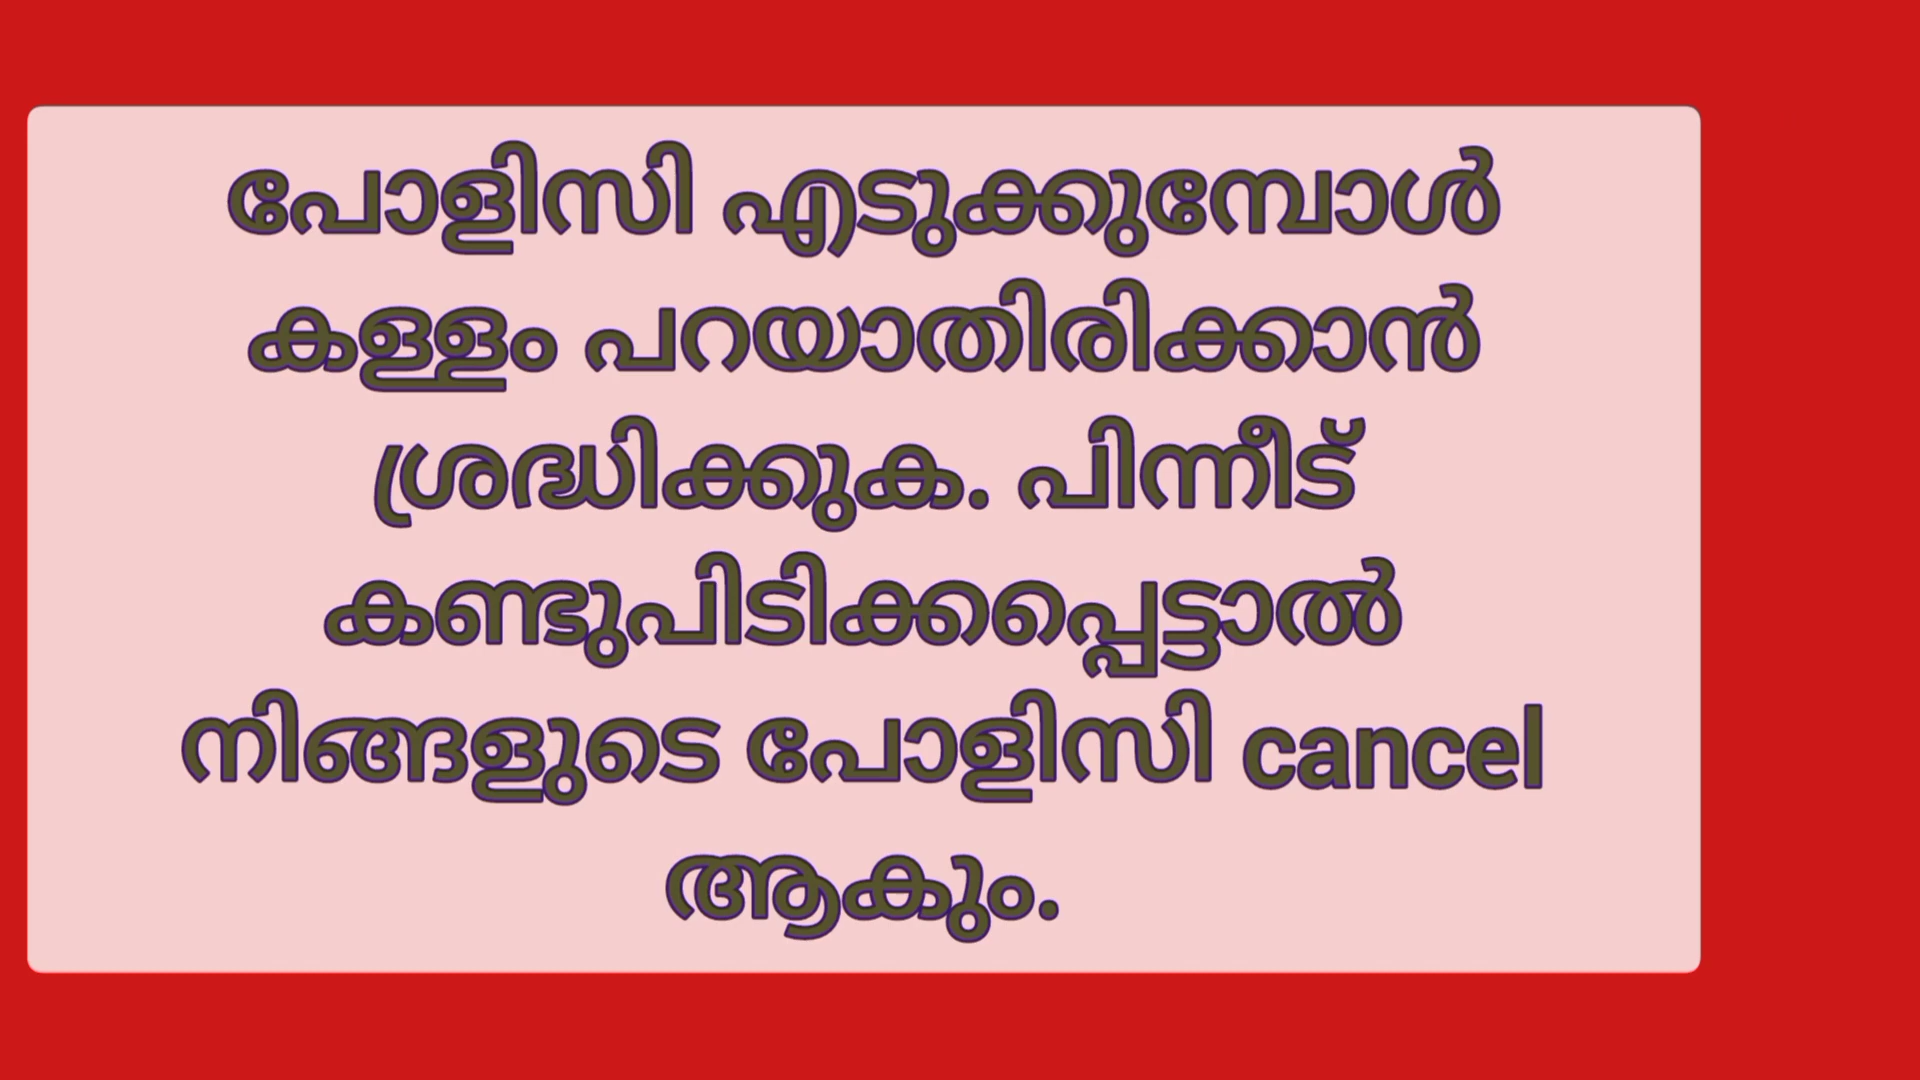 പോളിസി എടുക്കുമ്പോൾ
കള്ളം പറയാതിരിക്കാൻ
ശ്രദ്ധിക്കുക. പിന്നീട്
കണ്ടുപിടിക്കപ്പെട്ടാൽ
നിങ്ങളുടെ പോളിസി cancel
ആകും.